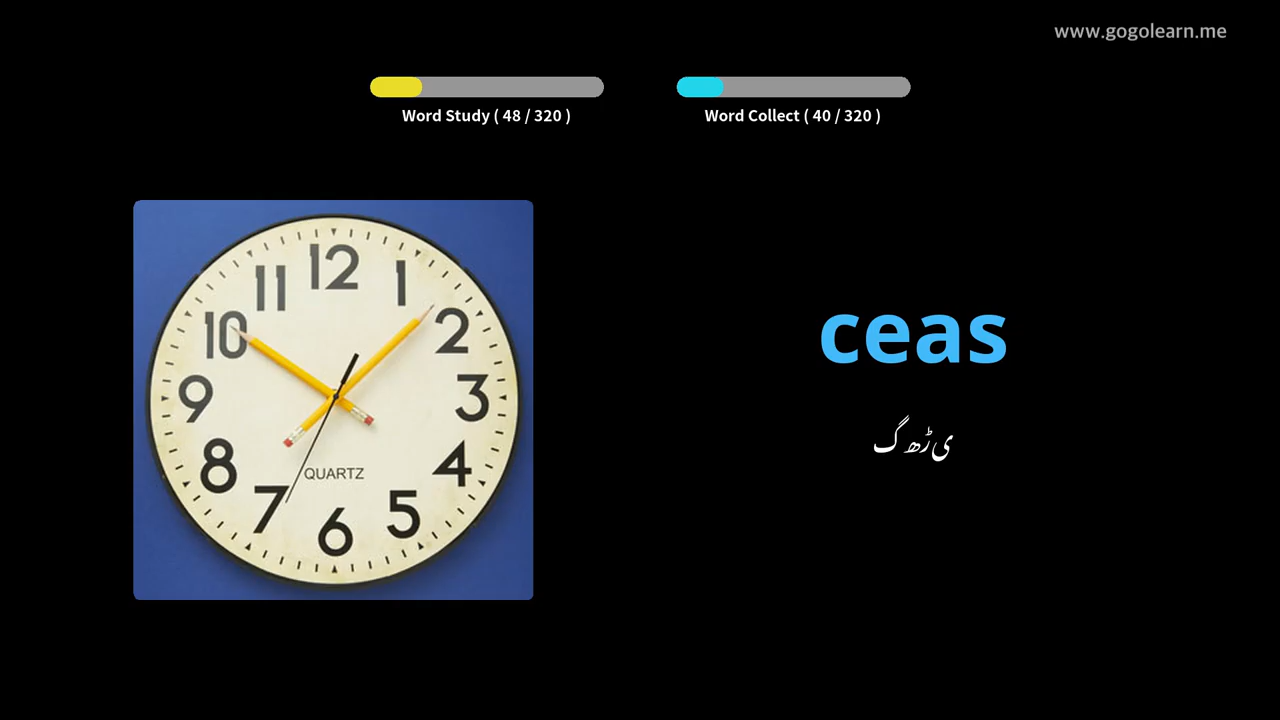 www.gogolearn.me
Word Study ( 48 / 320 )
Word Collect ( 40 / 320 )
12
1
2
3
4
5
6
7
8
9
10
11
QUARTZ
ceas
یڑھ گ